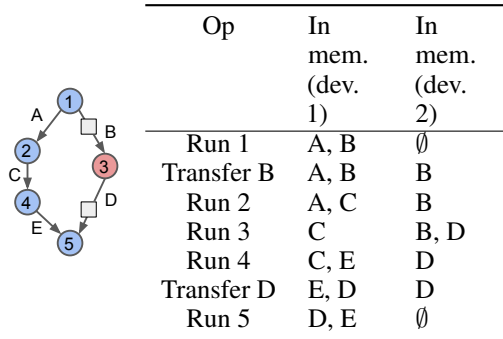 1
A
B
2
3
C
D
4
E
5
Op In In
mem. mem.
(dev. (dev.
1) 2)
Run 1 A, B ∅
Transfer B A, B B
Run 2 A, C B
Run 3 C B, D
Run 4 C, E D
Transfer D E, D D
Run 5 D, E ∅